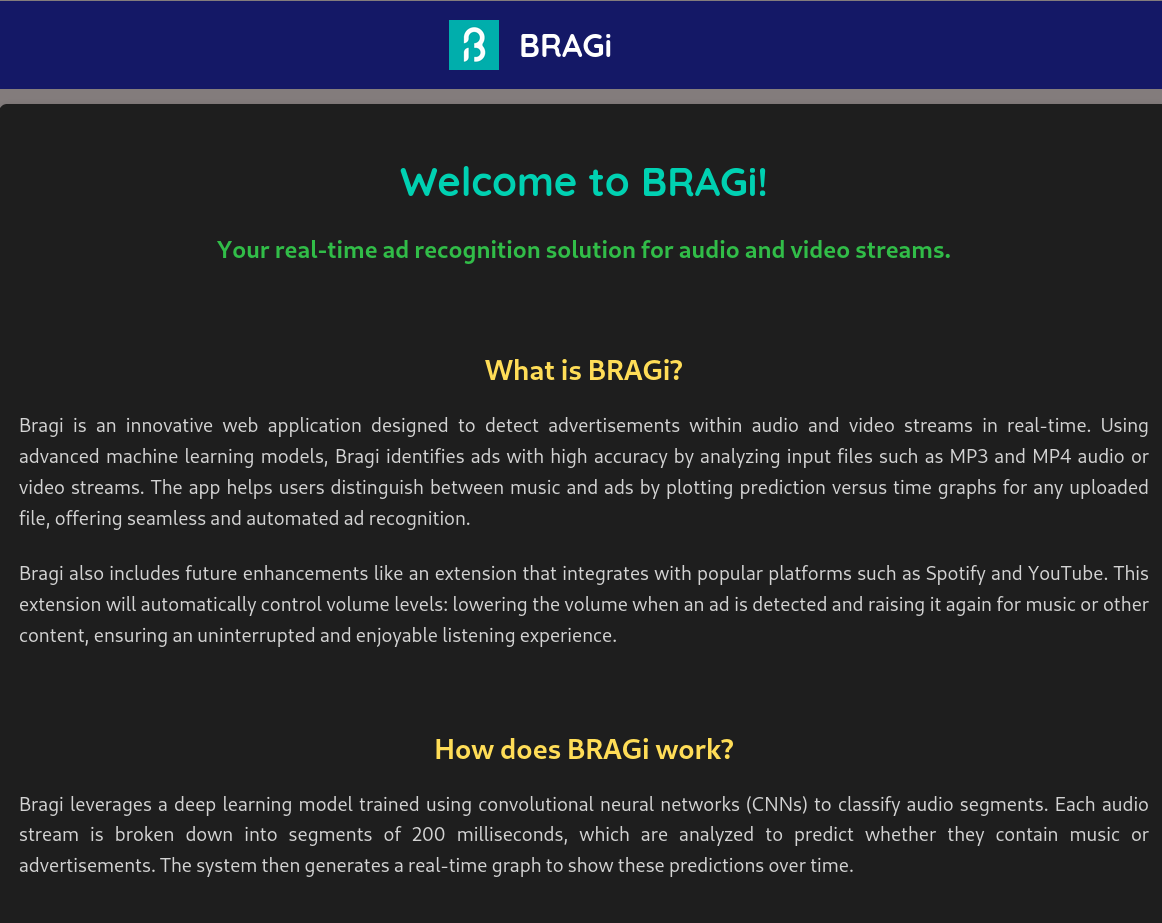 BRAGi
Welcome to BRAGi!
Your real-time ad recognition solution for audio and video streams.
What is BRAGi?
Bragi is an innovative web application designed to detect advertisements within audio and video streams in real-time. Using
advanced machine learning models, Bragi identifies ads with high accuracy by analyzing input files such as MP3 and MP4 audio or
video streams. The app helps users distinguish between music and ads by plotting prediction versus time graphs for any uploaded
file, offering seamless and automated ad recognition.
Bragi also includes future enhancements like an extension that integrates with popular platforms such as Spotify and YouTube. This
extension will automatically control volume levels: lowering the volume when an ad is detected and raising it again for music or other
content, ensuring an uninterrupted and enjoyable listening experience.
How does BRAGi work?
Bragi leverages a deep learning model trained using convolutional neural networks (CNNs) to classify audio segments. Each audio
stream is broken down into segments of 200 milliseconds, which are analyzed to predict whether they contain music or
advertisements. The system then generates a real-time graph to show these predictions over time.